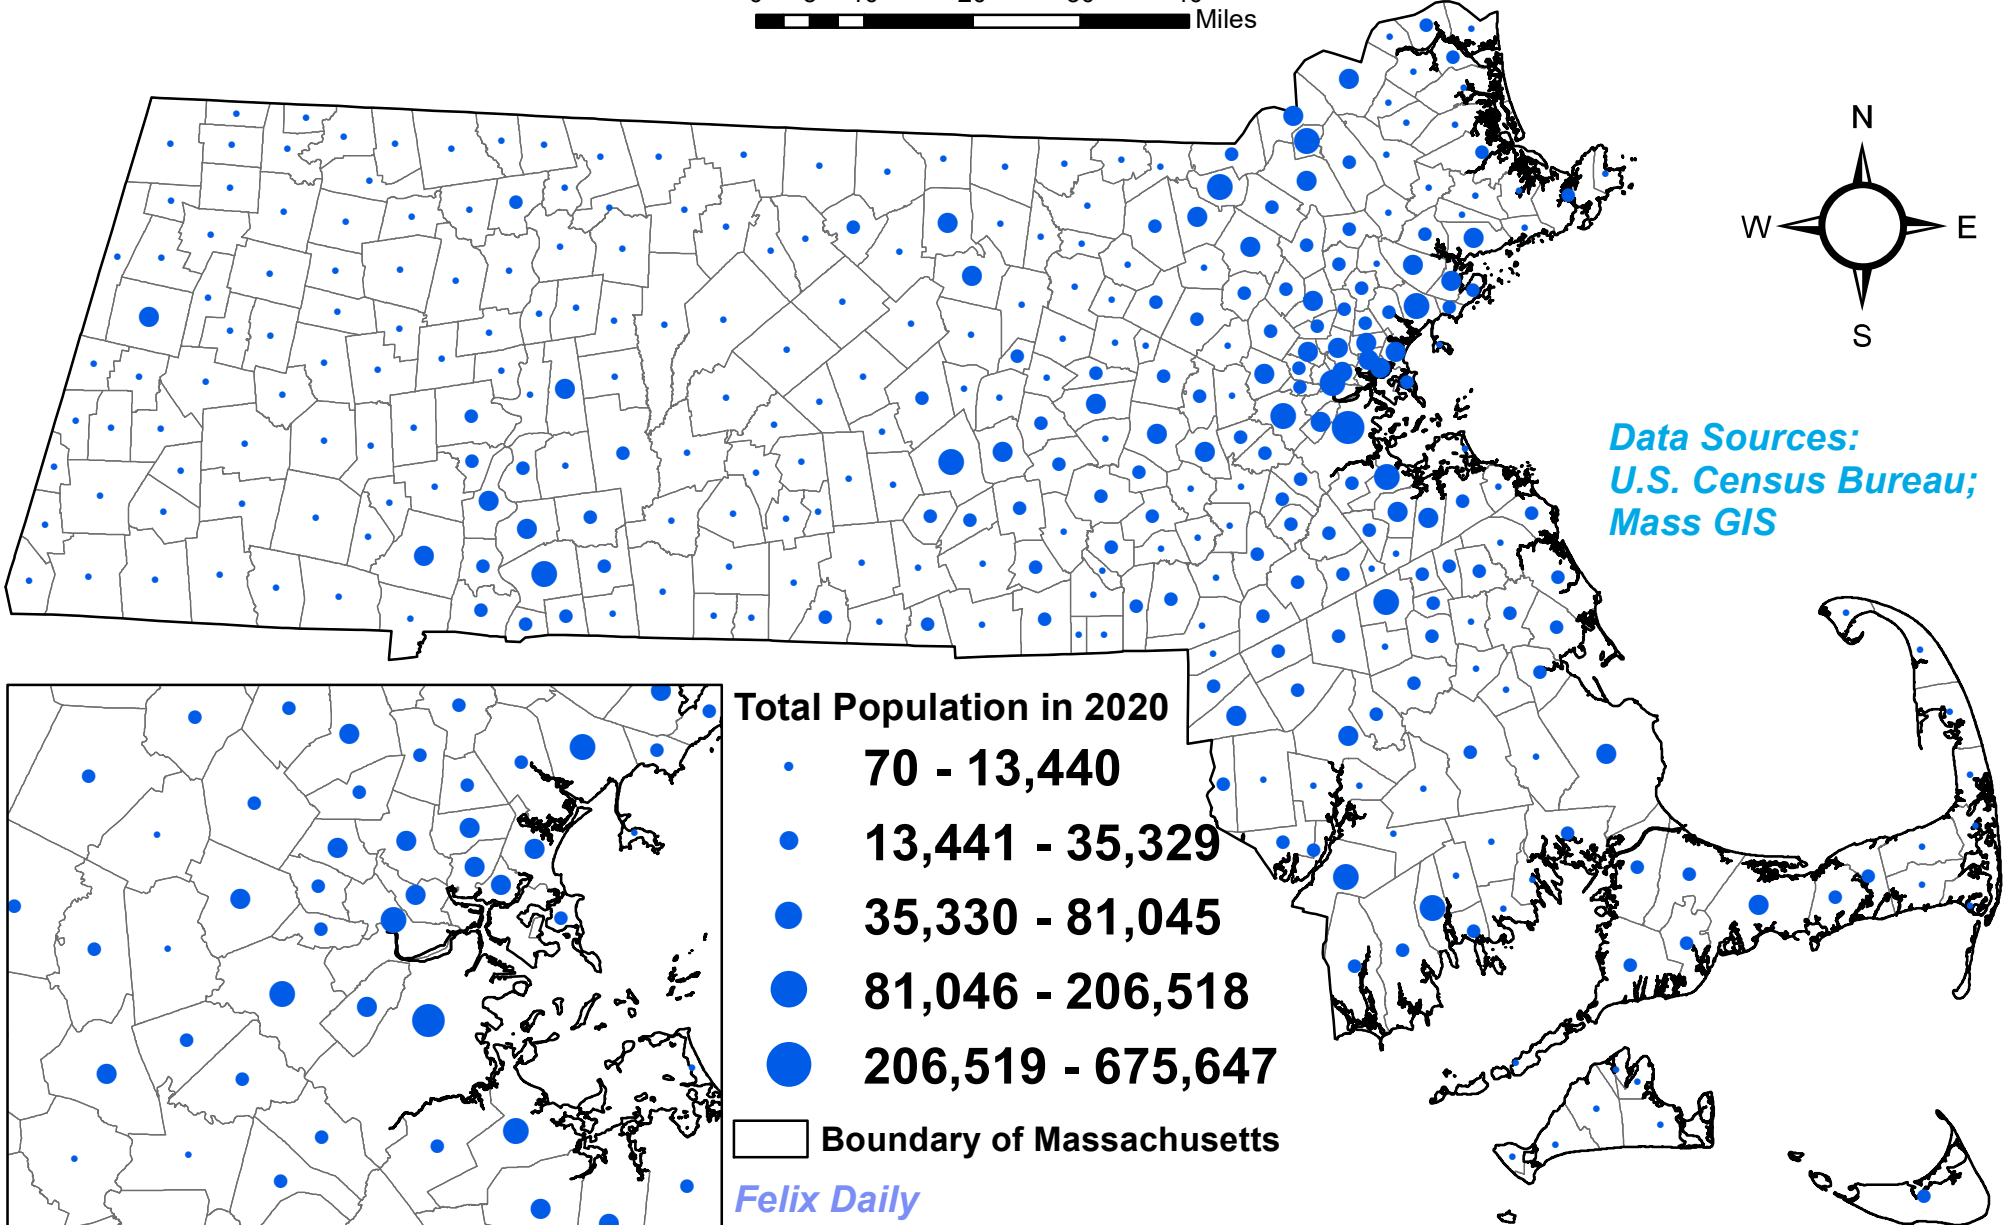 Miles
N
W
E
S
Data Sources:
U.S. Census Bureau;
Mass GIS
Total Population in 2020
70 - 13,440
13,441 - 35,329
35,330 - 81,045
81,046 - 206,518
206,519 - 675,647
Boundary of Massachusetts
Felix Daily